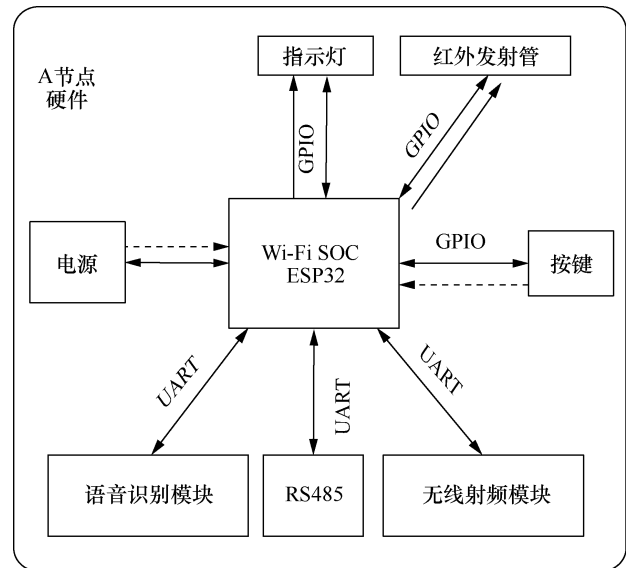 指示灯
红外发射管
A节点
硬件
GPIO
GPIO
电源
Wi-Fi SOC
ESP32
GPIO
按键
UART
UART
UART
语音识别模块
RS485
无线射频模块